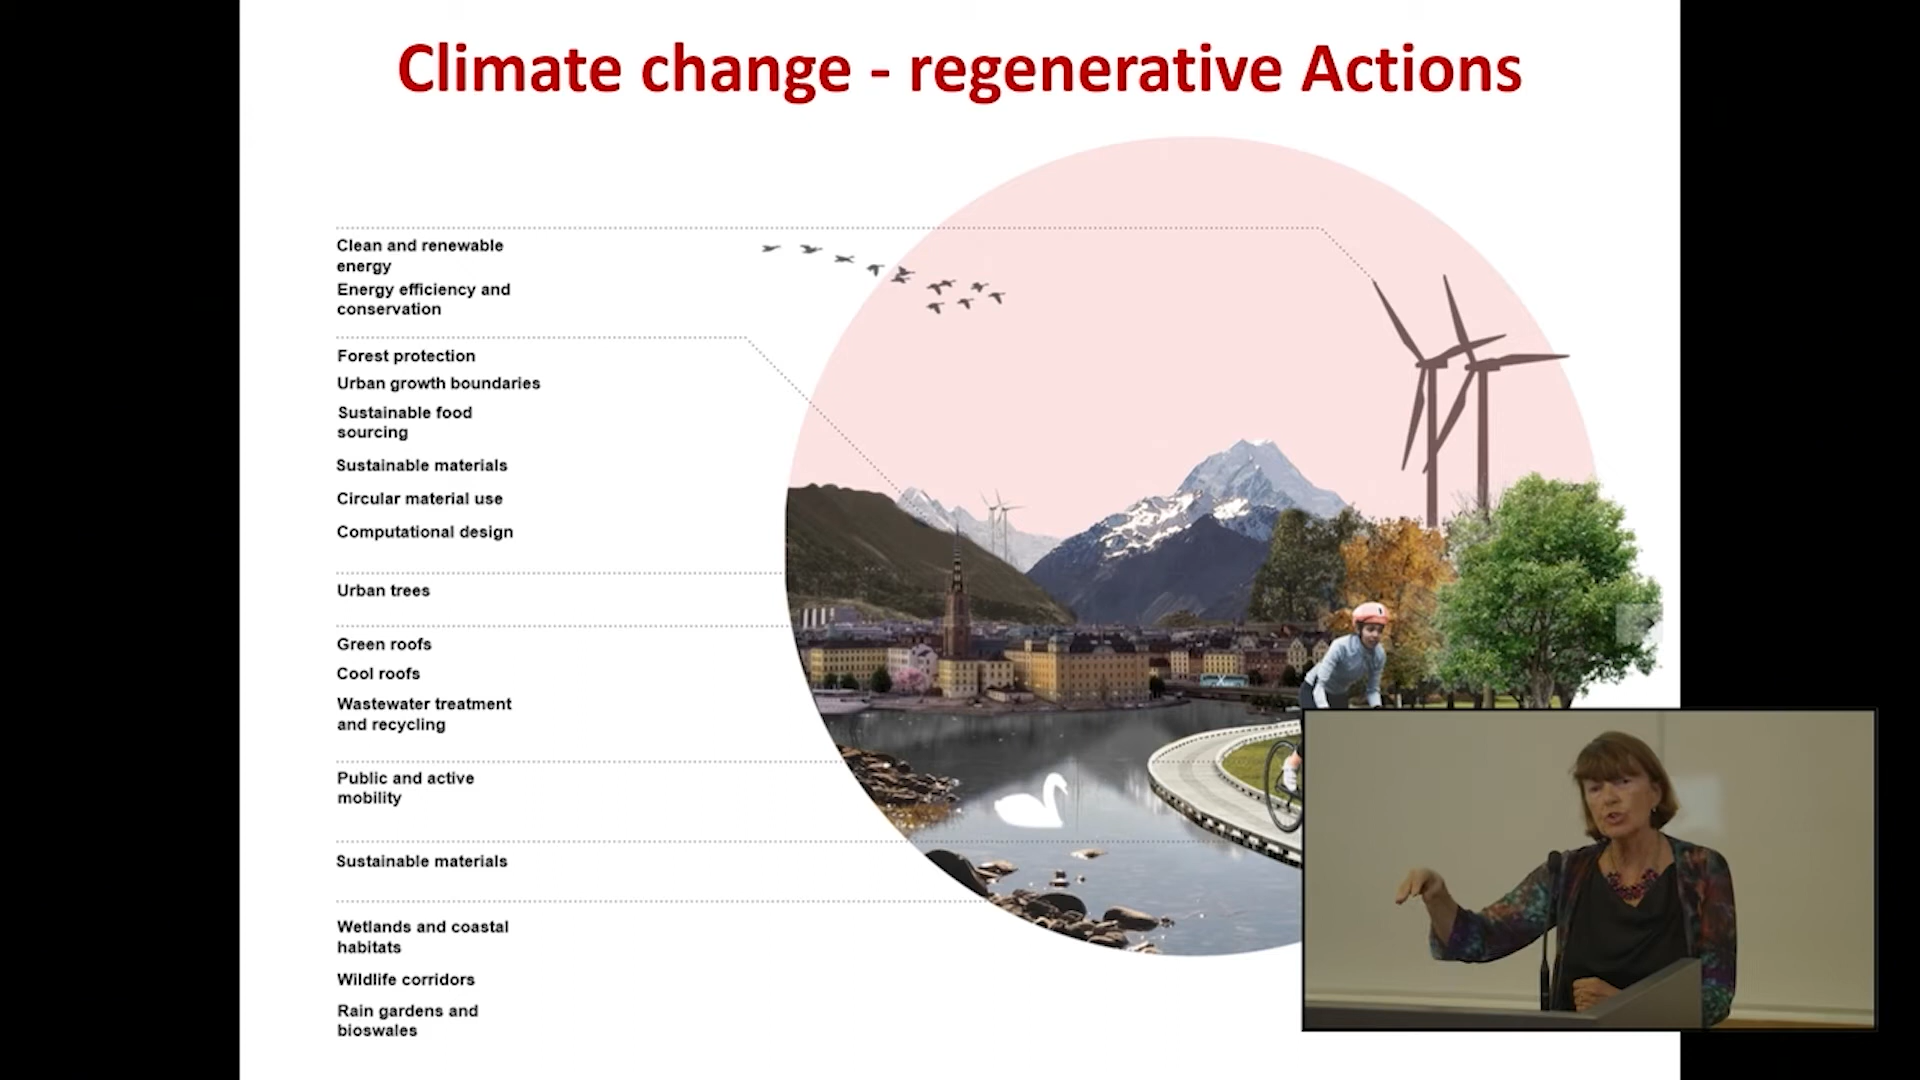 Climate change - regenerative Actions
Clean and renewable
energy
Energy efficiency and
conservation
Forest protection
Urban growth boundaries
Sustainable food
sourcing
Sustainable materials
Circular material use
Computational design
Urban trees
Green roofs
Cool roofs
Wastewater treatment
and recycling
Public and active
mobility
Sustainable materials
Wetlands and coastal
habitats
Wildlife corridors
Rain gardens and
bioswales